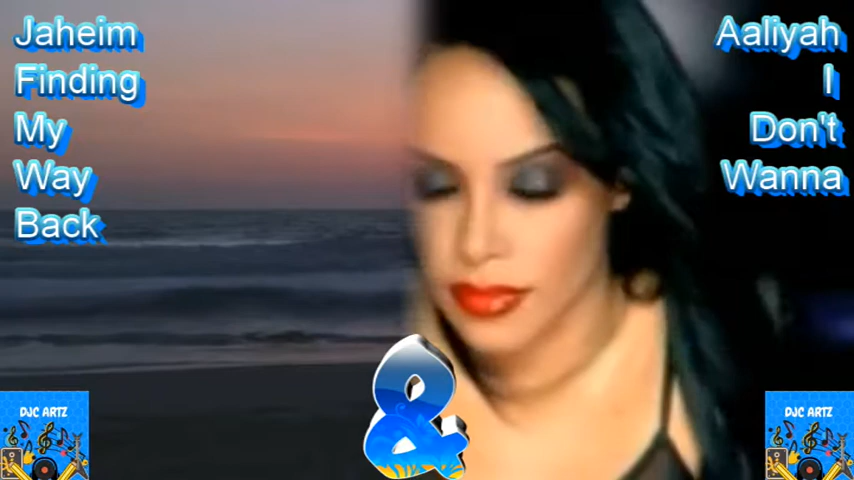 Jaheim
Finding
My
Way
Back
Aaliyah
I
Don't
Wanna
&
DJC ARTZ
DJC ARTZ